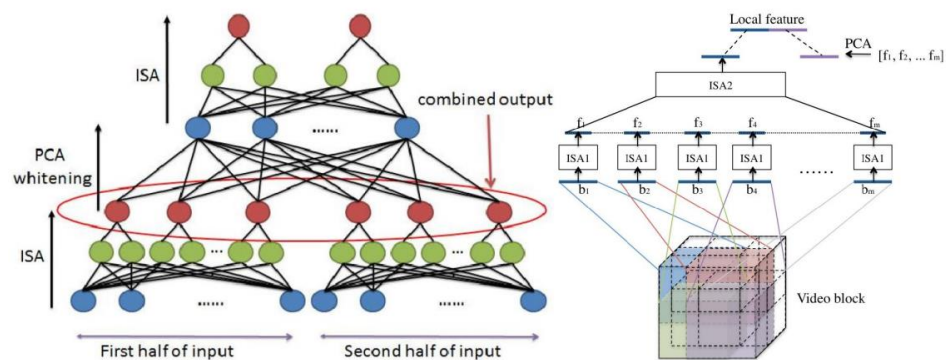 ISA
PCA
whitening
ISA
......
combined output
...
...
......
......
First half of input
Second half of input
Local feature
PCA
[f₁, f₂, ... fₘ]
ISA2
f₁ f₂ f₃ f₄ fₘ
ISA1 ISA1 ISA1 ISA1 ...... ISA1
b₁ b₂ b₃ b₄ bₘ
Video block